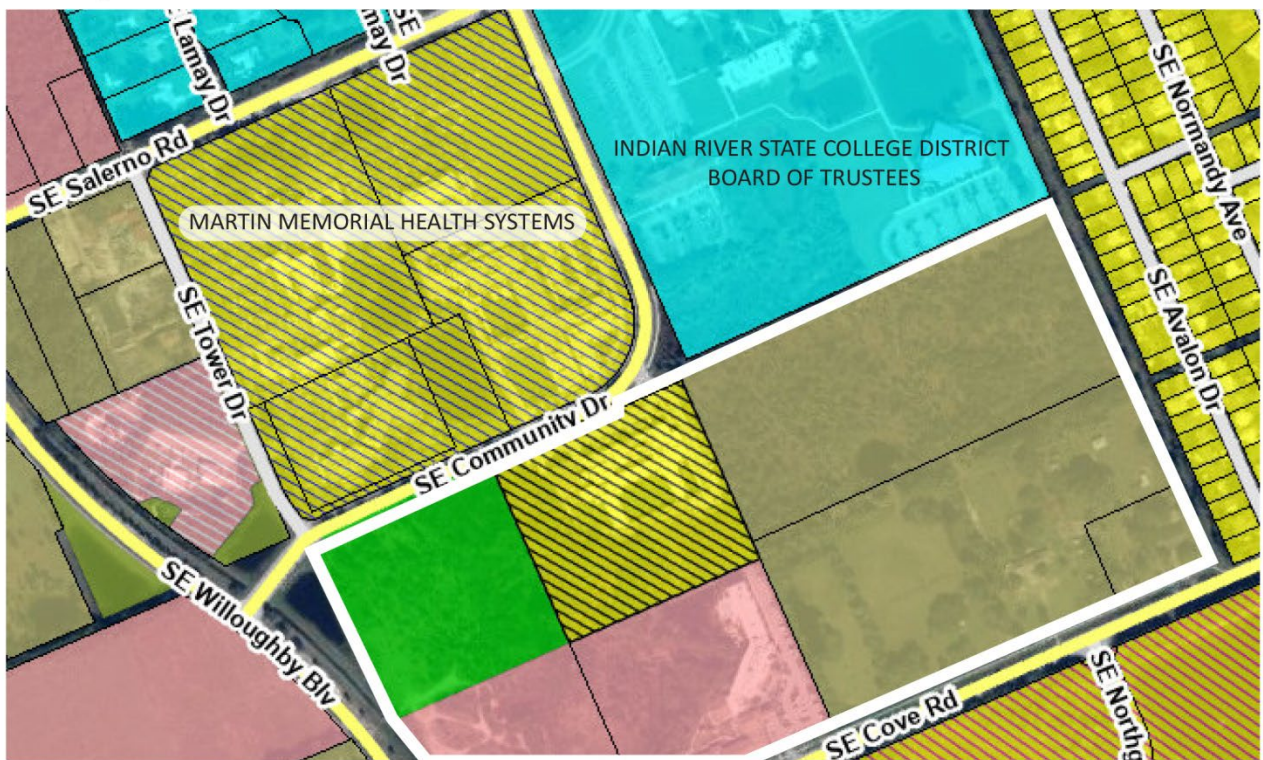 SE Lamay Dr
may Dr
SE
SE Salerno Rd
MARTIN MEMORIAL HEALTH SYSTEMS
INDIAN RIVER STATE COLLEGE DISTRICT
BOARD OF TRUSTEES
SE Normandy Ave
SE Tower Dr
SE Avalon Dr
SE Community Dr
SE Willoughby Blv
SE Cove Rd
SE Northg